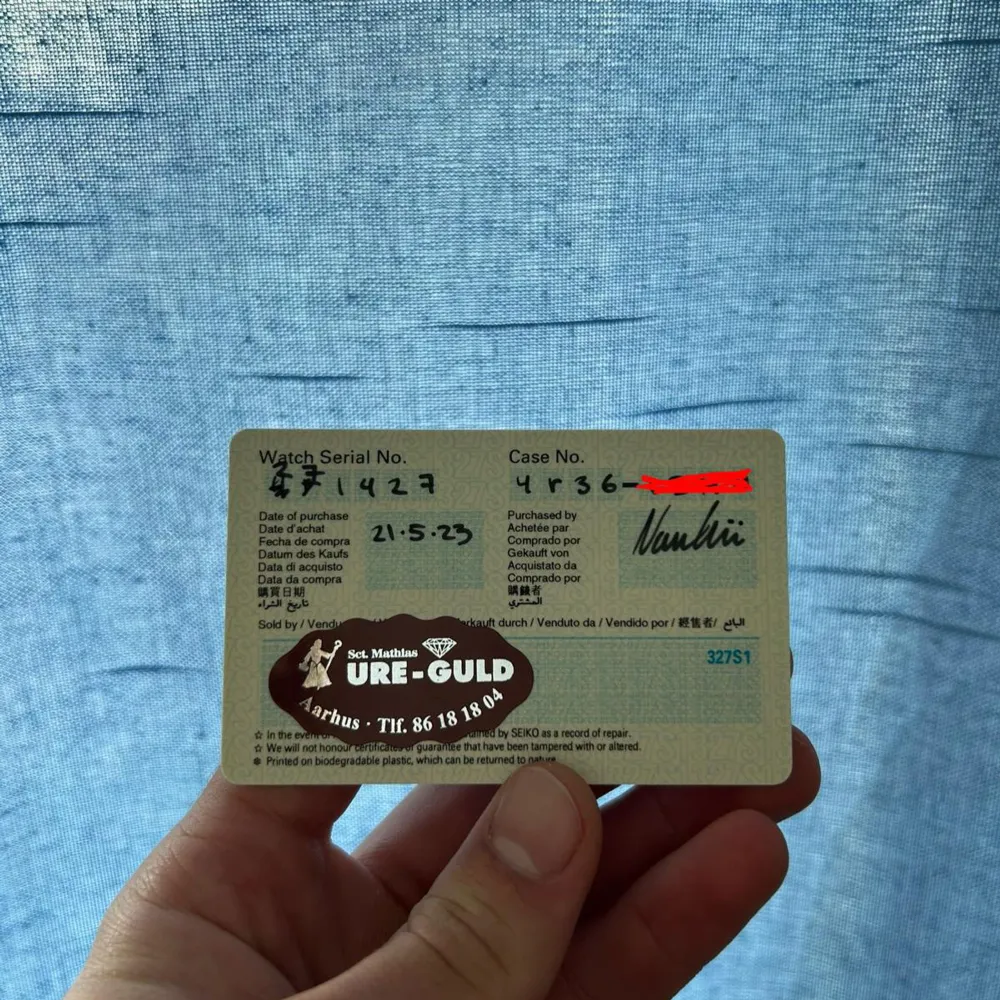 Watch Serial No.
1427
Case No.
4r36-
Date of purchase
Date d'achat
Fecha de compra
Datum des Kaufs
Data di acquisto
Data da compra
購買日期
تاريخ الشراء
21·5·23
Purchased by
Achetée par
Comprado por
Gekauft von
Acquistato da
Comprado por
購錶者
المشتري
Sold by / durch / Venduto da / Vendido por / 經售者/ البائع
327S1
Sct. Mathias
URE-GULD
Aarhus · Tlf. 86 18 18 04
☆ In the by SEIKO as a record of repair.
☆ We will not honour certificates of guarantee that have been tampered with or altered.
✽ Printed on biodegradable plastic, which can be returned to nature.